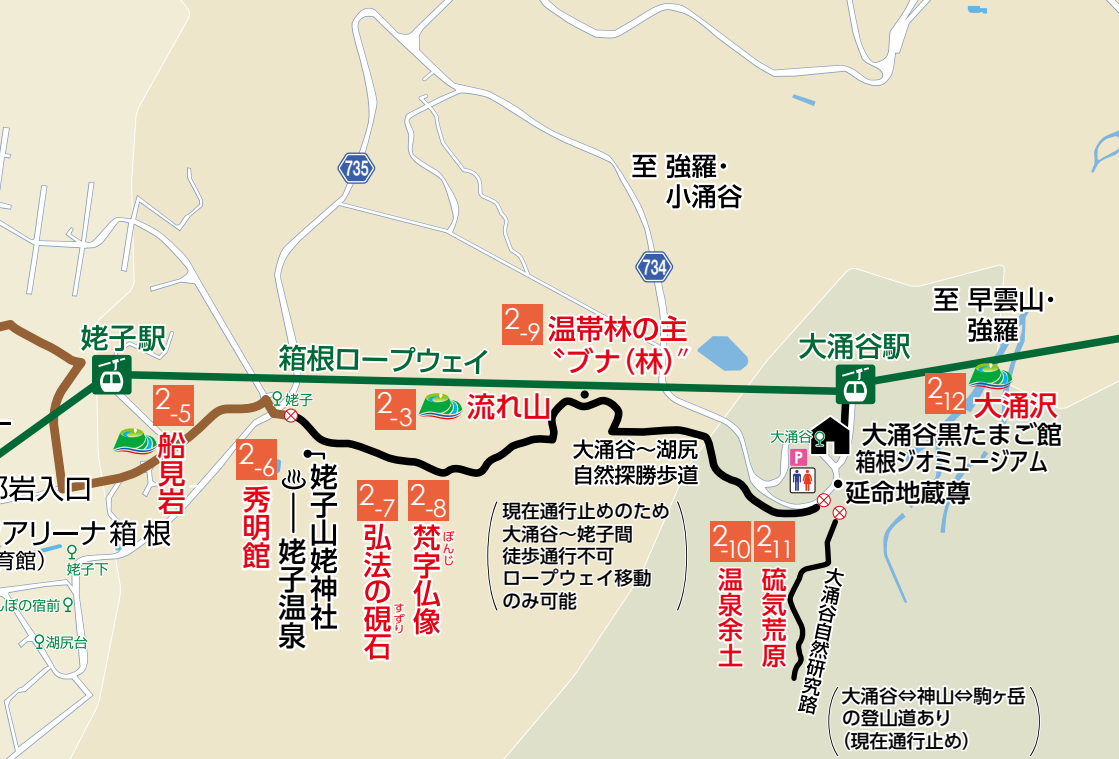 735
至 強羅・
小涌谷
734
至 早雲山・
強羅
姥子駅
箱根ロープウェイ
2-9
温帯林の主
“ブナ(林)”
大涌谷駅
2-5
船見岩
姥子
2-3
流れ山
2-12
大涌沢
大涌谷
大涌谷黒たまご館
箱根ジオミュージアム
P
延命地蔵尊
大涌谷～湖尻
自然探勝歩道
2-6
秀明館
姥子山姥神社
姥子温泉
2-7
弘法の硯石
すずり
2-8
梵字仏像
ぼんじ
(現在通行止めのため
大涌谷～姥子間
徒歩通行不可
ロープウェイ移動
のみ可能)
2-10
温泉余土
2-11
硫気荒原
大涌谷自然研究路
(大涌谷⇔神山⇔駒ヶ岳
の登山道あり
(現在通行止め))
岩入口
アリーナ箱根
育館)
姥子下
ぽの宿前
湖尻台